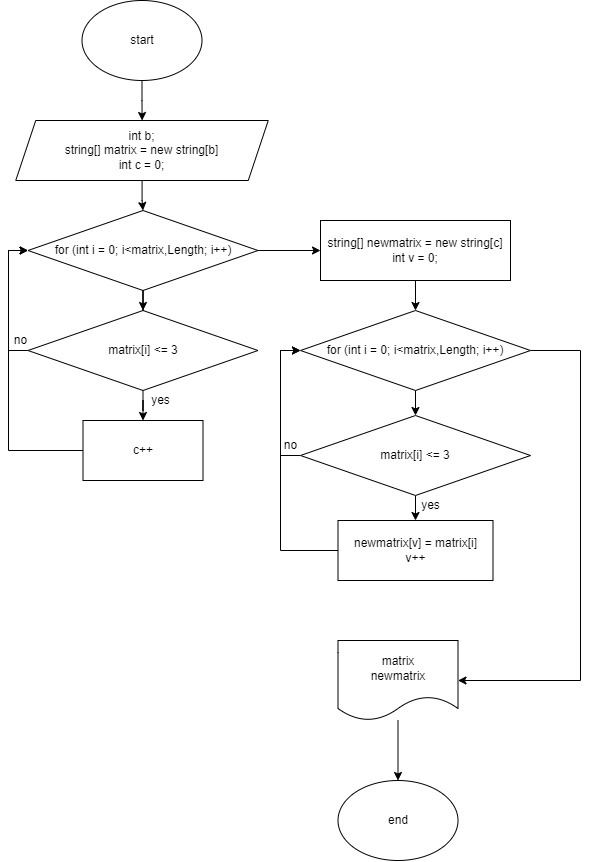 start
int b;
string[] matrix = new string[b]
int c = 0;
for (int i = 0; i<matrix,Length; i++)
matrix[i] <= 3
no
yes
c++
string[] newmatrix = new string[c]
int v = 0;
for (int i = 0; i<matrix,Length; i++)
matrix[i] <= 3
no
yes
newmatrix[v] = matrix[i]
v++
matrix
newmatrix
end